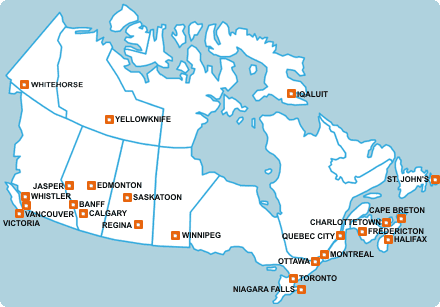 WHITEHORSE
IQALUIT
YELLOWKNIFE
ST. JOHN'S
JASPER
EDMONTON
WHISTLER
SASKATOON
BANFF
CAPE BRETON
VANCOUVER
CALGARY
VICTORIA
REGINA
CHARLOTTETOWN
FREDERICTON
WINNIPEG
QUEBEC CITY
HALIFAX
MONTREAL
OTTAWA
TORONTO
NIAGARA FALLS